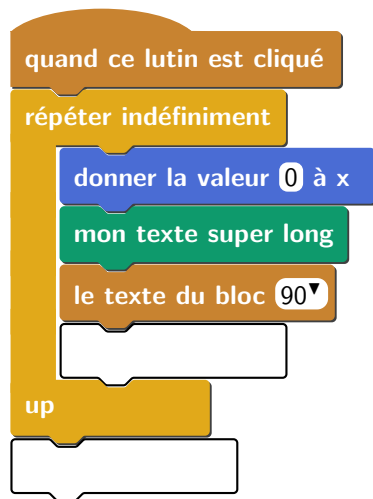 quand ce lutin est cliqué
répéter indéfiniment
donner la valeur 0 à x
mon texte super long
le texte du bloc 90▼
up